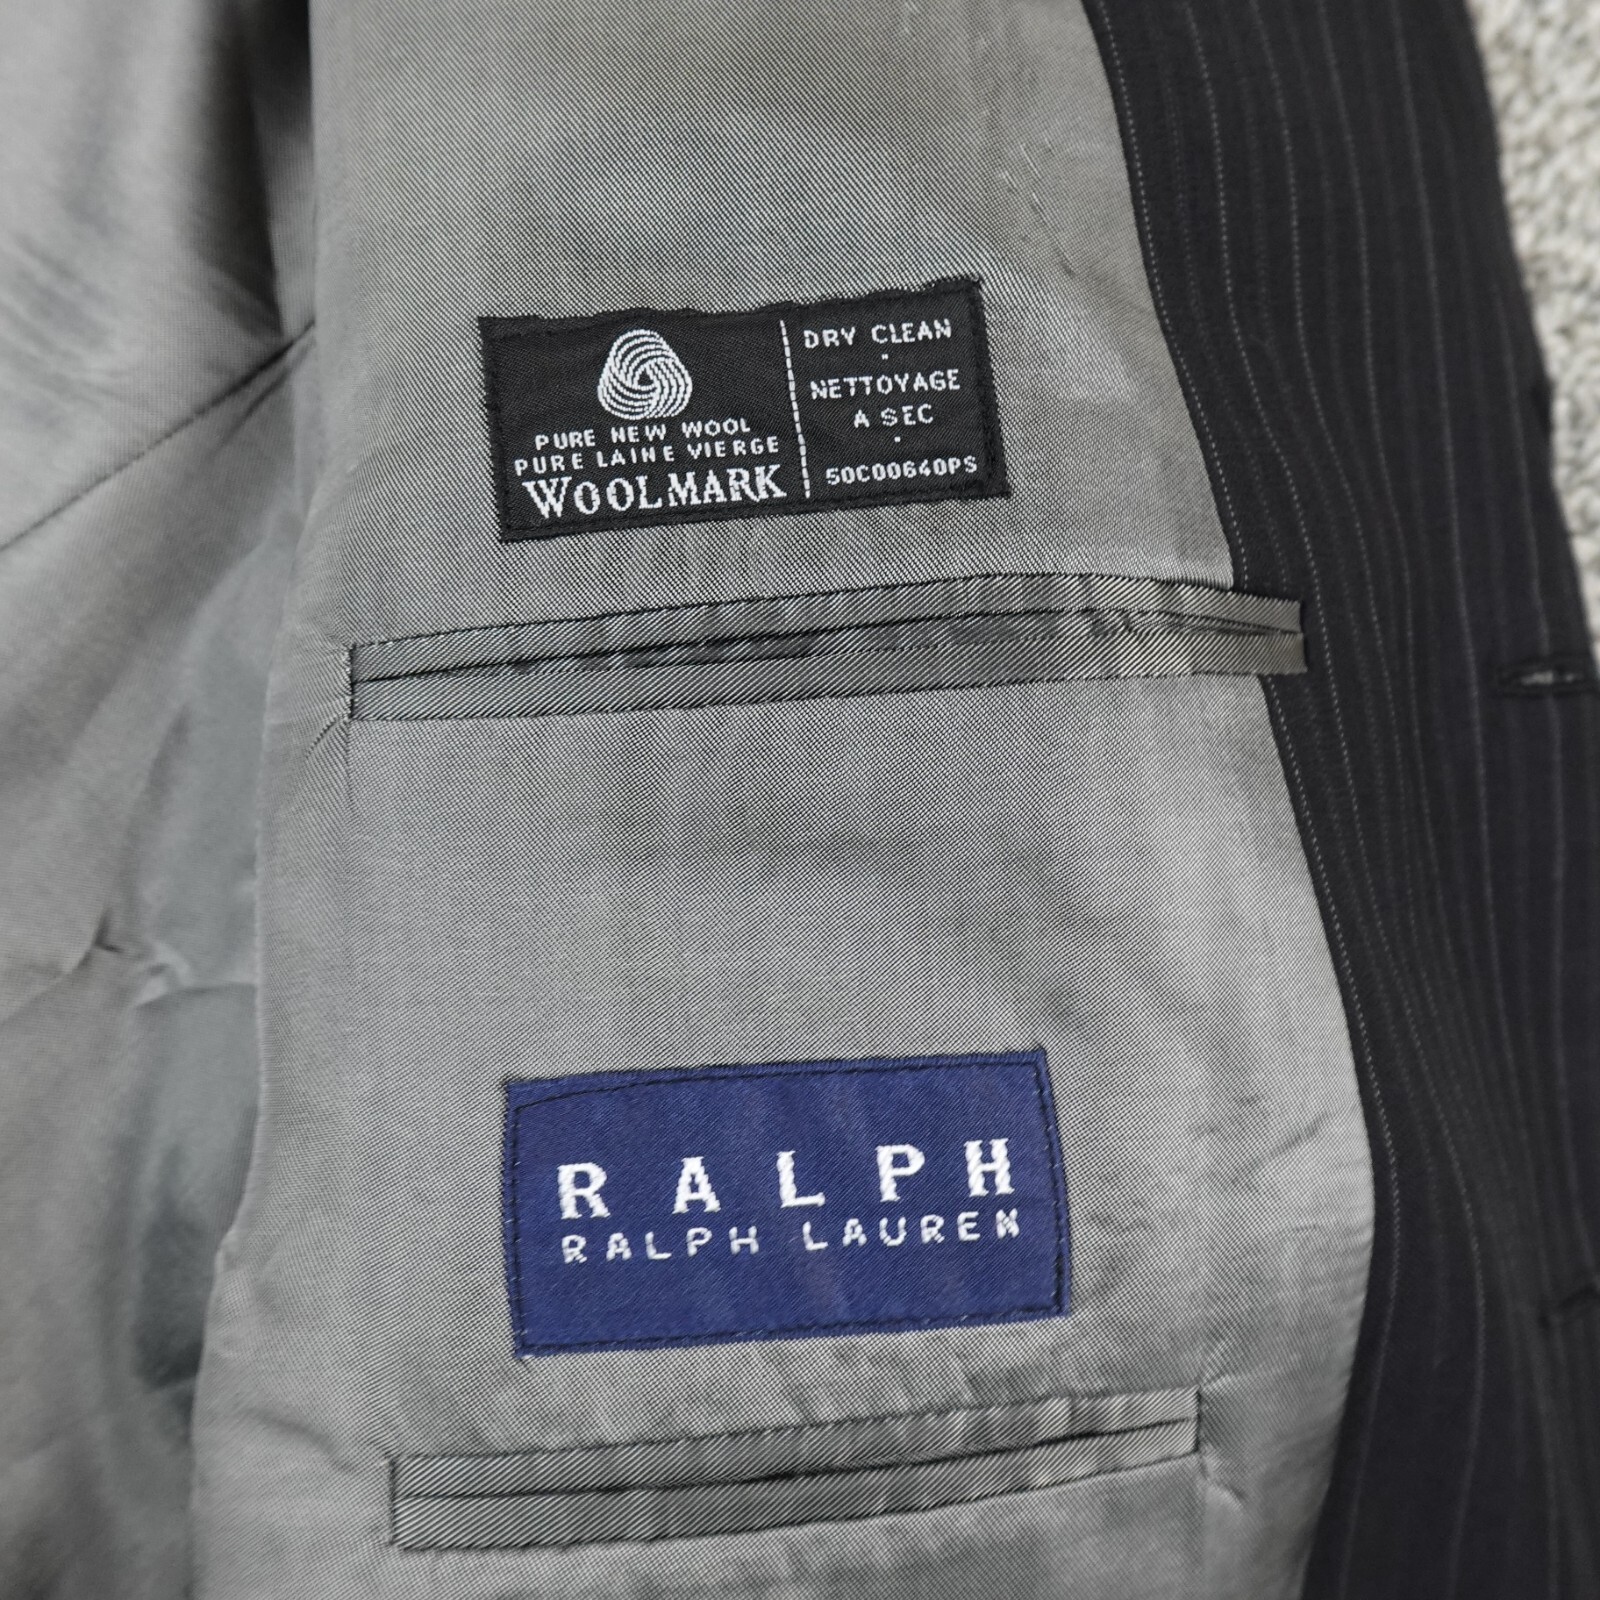 PURE NEW WOOL
PURE LAINE VIERGE
WOOLMARK
DRY CLEAN
NETTOYAGE
A SEC
50C00640PS
RALPH
RALPH LAUREN